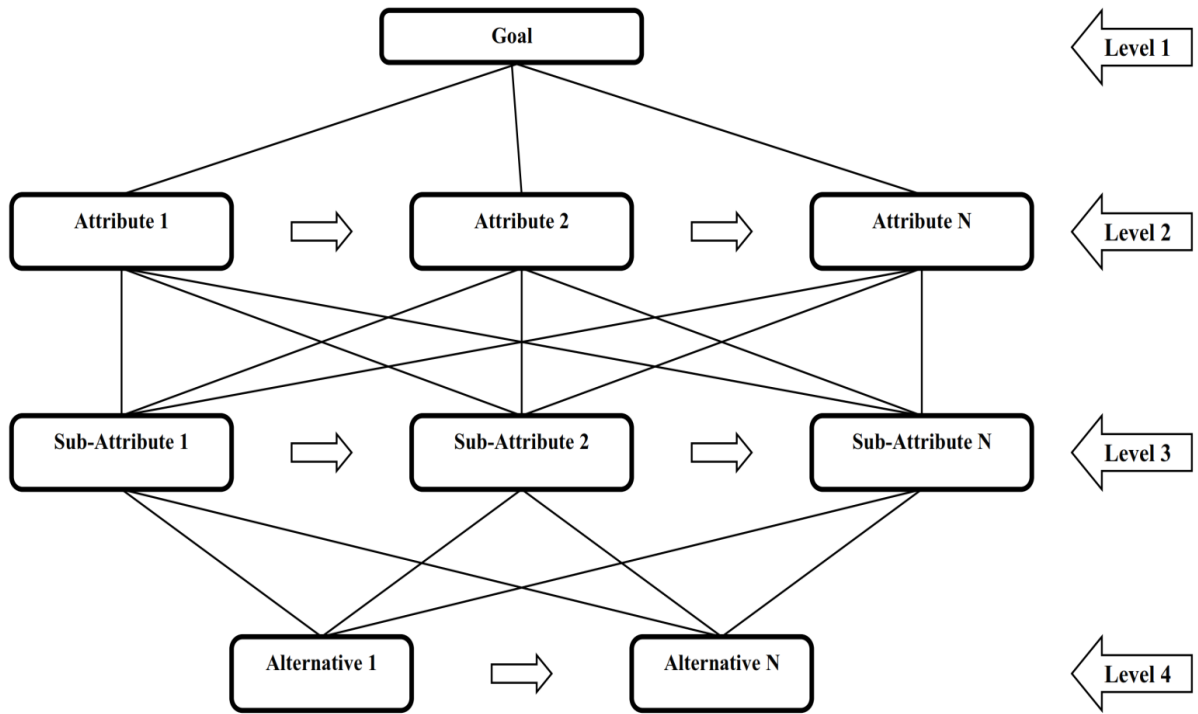 Goal
Level 1
Attribute 1
Attribute 2
Attribute N
Level 2
Sub-Attribute 1
Sub-Attribute 2
Sub-Attribute N
Level 3
Alternative 1
Alternative N
Level 4